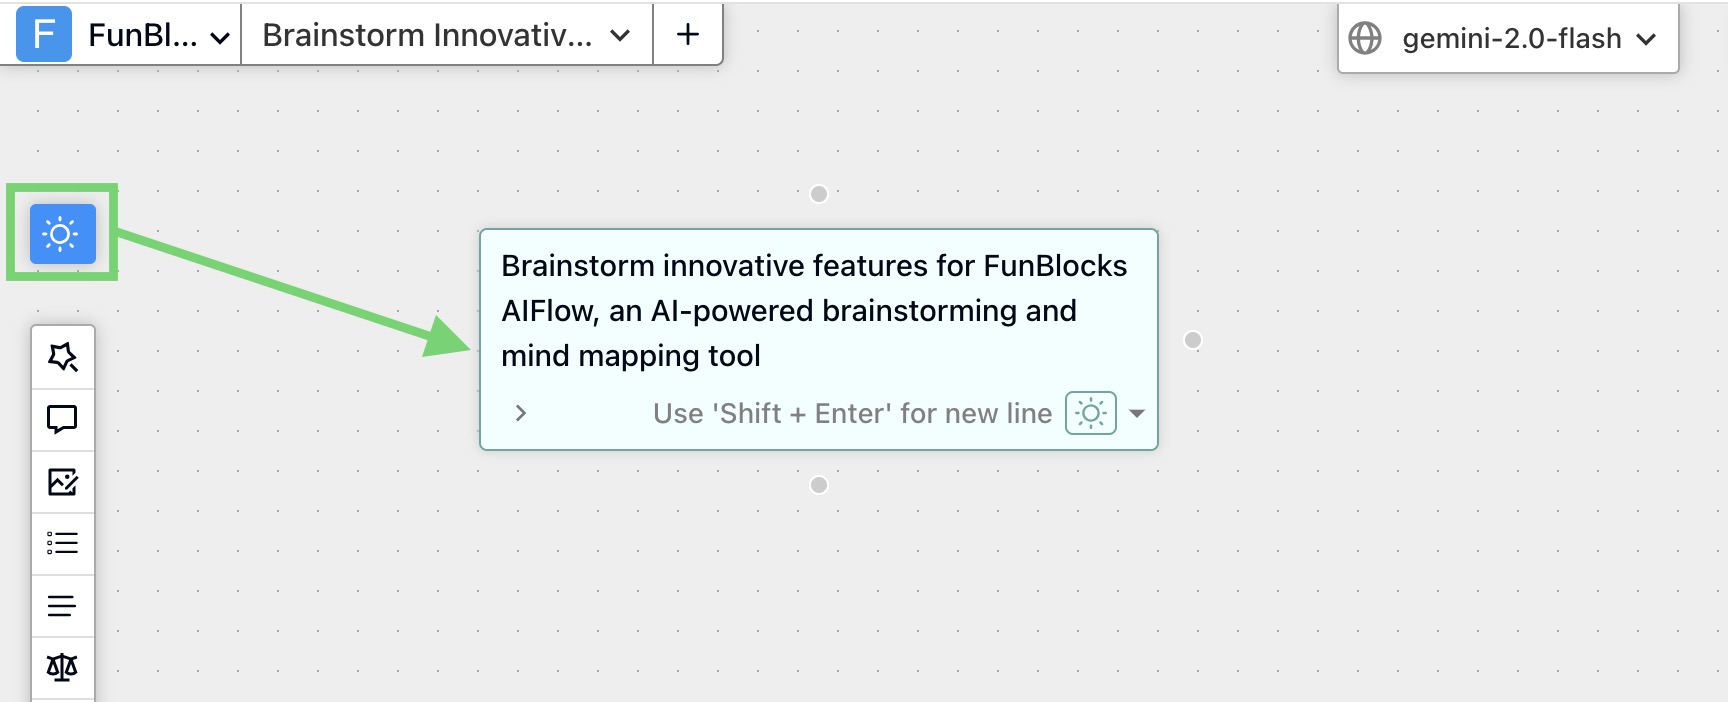 F FunBl... Brainstorm Innovativ... +
gemini-2.0-flash
Brainstorm innovative features for FunBlocks
AIFlow, an AI-powered brainstorming and
mind mapping tool
Use 'Shift + Enter' for new line